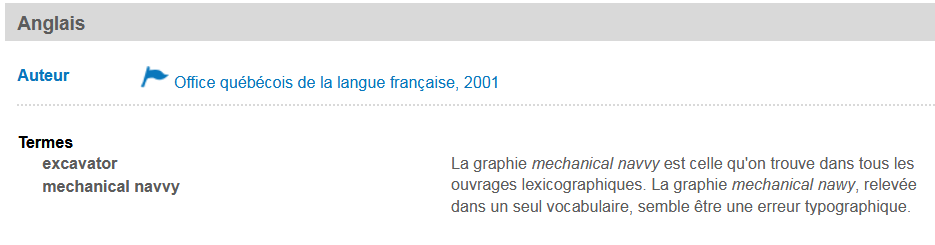 Anglais
Auteur Office québécois de la langue française, 2001
Termes
excavator
mechanical navvy
La graphie mechanical navvy est celle qu'on trouve dans tous les
ouvrages lexicographiques. La graphie mechanical nawy, relevée
dans un seul vocabulaire, semble être une erreur typographique.